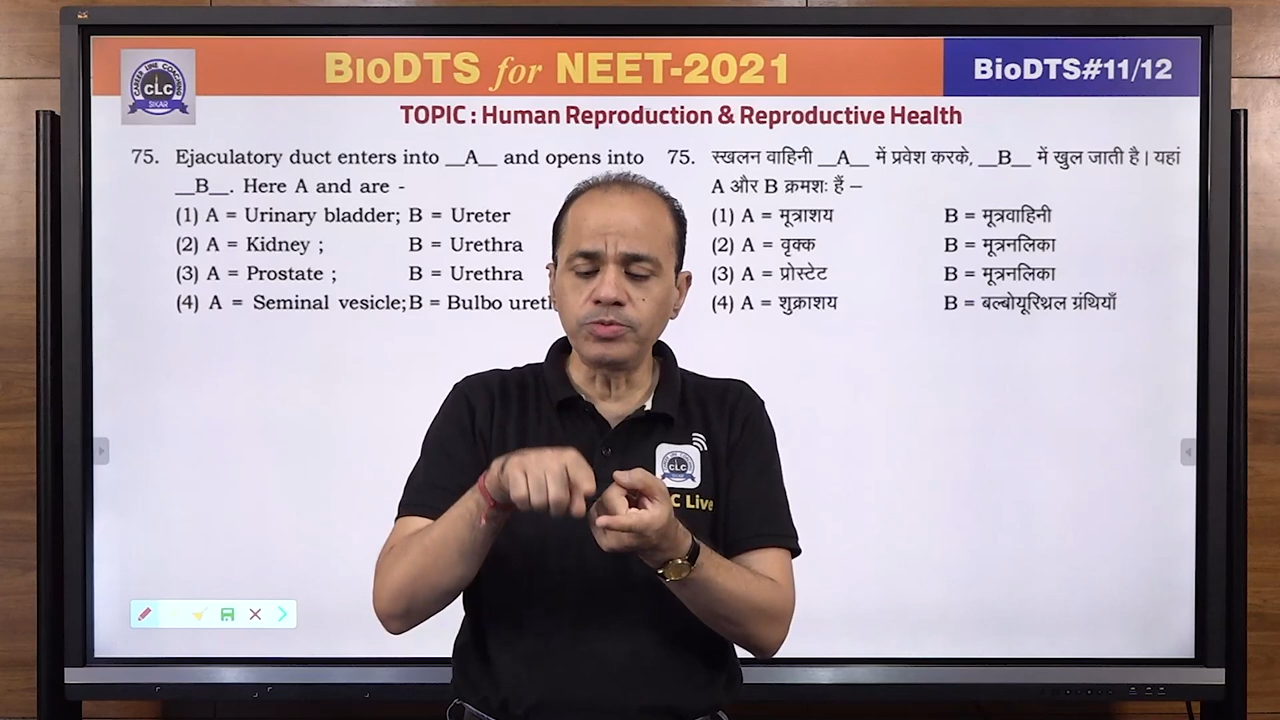 BIODTS for NEET-2021
BIODTS#11/12
CAREER LINE COACHING
CLC
SIKAR
TOPIC : Human Reproduction & Reproductive Health
75. Ejaculatory duct enters into __A__ and opens into
__B__. Here A and are -
(1) A = Urinary bladder; B = Ureter
(2) A = Kidney ; B = Urethra
(3) A = Prostate ; B = Urethra
(4) A = Seminal vesicle; B = Bulbo
75. स्खलन वाहिनी __A__ में प्रवेश करके, __B__ में खुल जाती है। यहां
A और B क्रमशः हैं –
(1) A = मूत्राशय B = मूत्रवाहिनी
(2) A = वृक्क B = मूत्रनलिका
(3) A = प्रोस्टेट B = मूत्रनलिका
(4) A = शुक्राशय B = बल्बोयूरिथ्रल ग्रंथियाँ
CLC
C Live